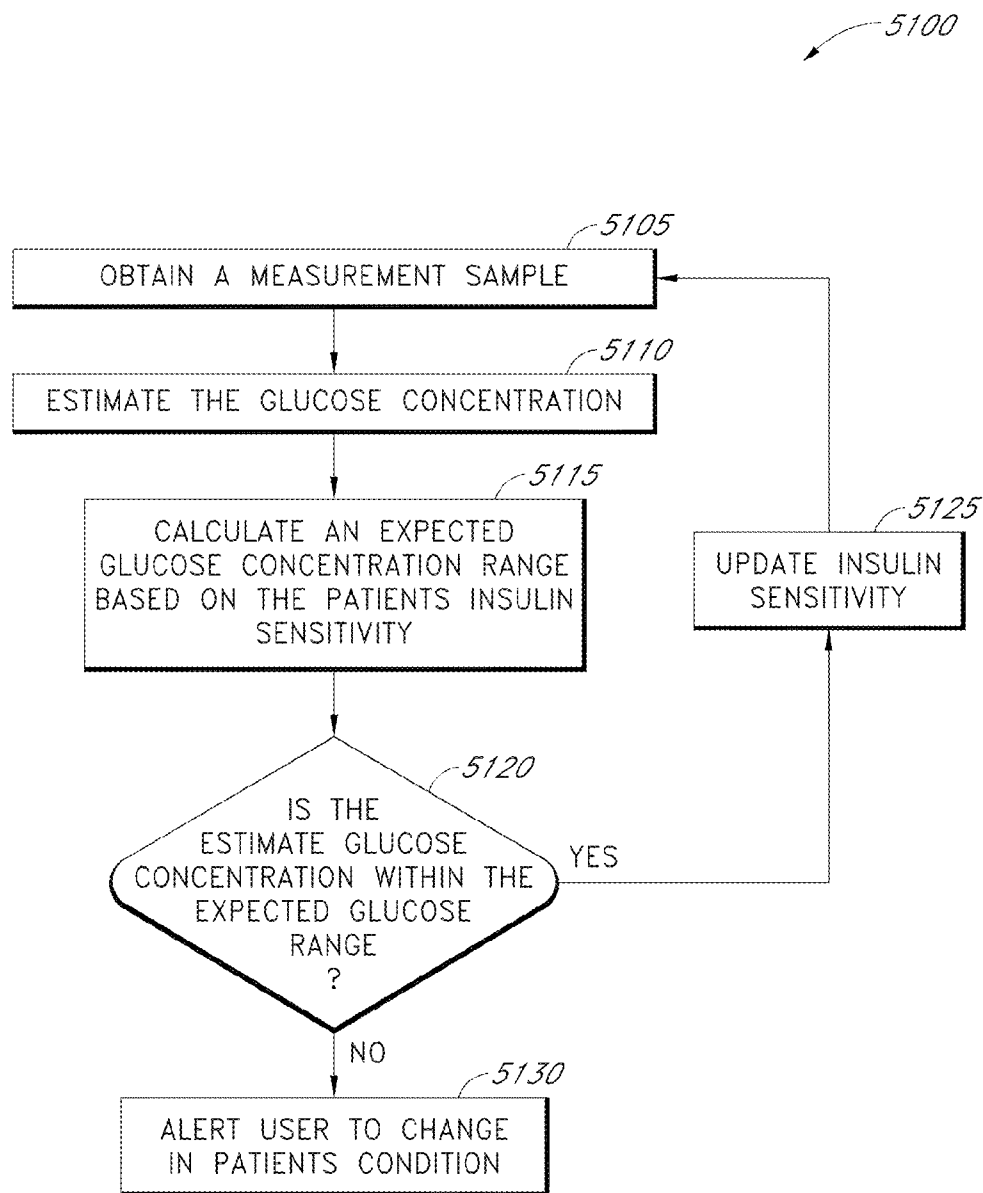 5100
5105
OBTAIN A MEASUREMENT SAMPLE
5110
ESTIMATE THE GLUCOSE CONCENTRATION
5115
CALCULATE AN EXPECTED
GLUCOSE CONCENTRATION RANGE
BASED ON THE PATIENTS INSULIN
SENSITIVITY
5125
UPDATE INSULIN
SENSITIVITY
5120
IS THE
ESTIMATE GLUCOSE
CONCENTRATION WITHIN THE
EXPECTED GLUCOSE
RANGE
?
YES
NO
5130
ALERT USER TO CHANGE
IN PATIENTS CONDITION